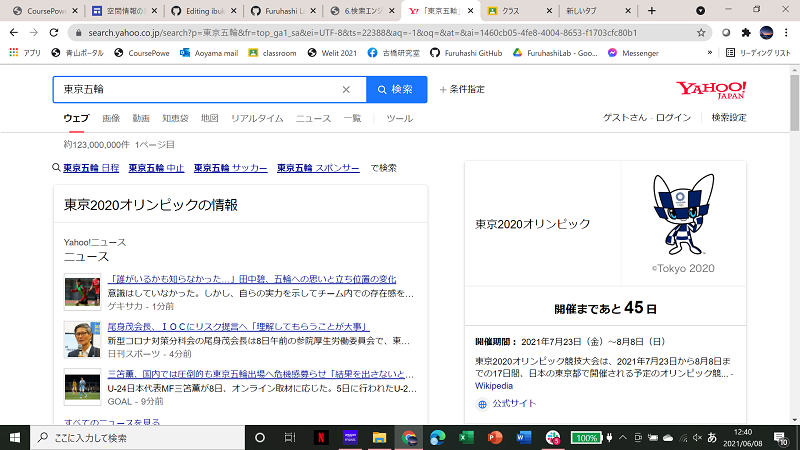 CoursePowe
空間情報の
Editing ibuk
Furuhashi La
6.検索エンジ
「東京五輪」
クラス
新しいタブ
search.yahoo.co.jp/search?p=東京五輪&fr=top_ga1_sa&ei=UTF-8&ts=22388&aq=-1&oq=&at=&ai=1460cb05-4fe8-4004-8653-f1703cfc80b1
アプリ
青山ポータル
CoursePowe
Aoyama mail
classroom
Welit 2021
古橋研究室
Furuhashi GitHub
FuruhashiLab - Goo...
Messenger
»
リーディング リスト
東京五輪
検索
+ 条件指定
YAHOO!
JAPAN
ウェブ 画像 動画 知恵袋 地図 リアルタイム ニュース 一覧 ツール
ゲストさん - ログイン
検索設定
約123,000,000件 1ページ目
東京五輪 日程 東京五輪 中止 東京五輪 サッカー 東京五輪 スポンサー で検索
東京2020オリンピックの情報
Yahoo!ニュース
ニュース
「誰がいるかも知らなかった…」田中碧、五輪への思いと立ち位置の変化
意識はしていなかった。しかし、自らの実力を示してチーム内での存在感を...
ゲキサカ - 1分前
尾身茂会長、ＩＯＣにリスク提言へ「理解してもらうことが大事」
新型コロナ対策分科会の尾身茂会長は8日午前の参院厚生労働委員会で、東...
日刊スポーツ - 4分前
三笘薫、国内では圧倒的も東京五輪出場へ危機感募らせ「結果を出さないと...
U-24日本代表MF三笘薫が8日、オンライン取材に応じた。5日に行われたU-2...
GOAL - 9分前
すべてのニュースを見る
東京2020オリンピック
©Tokyo 2020
開催まであと 45 日
開催期間： 2021年7月23日（金）〜8月8日（日）
東京2020オリンピック競技大会は、2021年7月23日から8月8日までの17日間、日本の東京都で開催される予定のオリンピック競... - Wikipedia
公式サイト
ここに入力して検索
100%
あ
12:40
2021/06/08
10